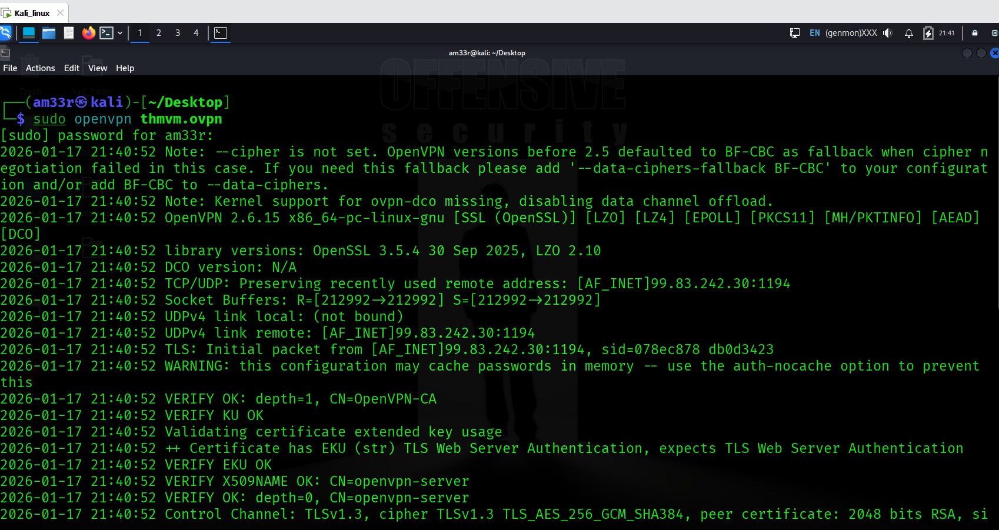 Kali_linux
1 2 3 4 EN (genmon)XXX 21:41
am33r@kali: ~/Desktop
File Actions Edit View Help
OFFENSIVE
security
Trash
(am33r㉿kali)-[~/Desktop]
$ sudo openvpn thmvm.ovpn
[sudo] password for am33r:
2026-01-17 21:40:52 Note: --cipher is not set. OpenVPN versions before 2.5 defaulted to BF-CBC as fallback when cipher n
egotiation failed in this case. If you need this fallback please add '--data-ciphers-fallback BF-CBC' to your configurat
ion and/or add BF-CBC to --data-ciphers.
2026-01-17 21:40:52 Note: Kernel support for ovpn-dco missing, disabling data channel offload.
2026-01-17 21:40:52 OpenVPN 2.6.15 x86_64-pc-linux-gnu [SSL (OpenSSL)] [LZO] [LZ4] [EPOLL] [PKCS11] [MH/PKTINFO] [AEAD]
[DCO]
2026-01-17 21:40:52 library versions: OpenSSL 3.5.4 30 Sep 2025, LZO 2.10
2026-01-17 21:40:52 DCO version: N/A
2026-01-17 21:40:52 TCP/UDP: Preserving recently used remote address: [AF_INET]99.83.242.30:1194
2026-01-17 21:40:52 Socket Buffers: R=[212992->212992] S=[212992->212992]
2026-01-17 21:40:52 UDPv4 link local: (not bound)
2026-01-17 21:40:52 UDPv4 link remote: [AF_INET]99.83.242.30:1194
2026-01-17 21:40:52 TLS: Initial packet from [AF_INET]99.83.242.30:1194, sid=078ec878 db0d3423
2026-01-17 21:40:52 WARNING: this configuration may cache passwords in memory -- use the auth-nocache option to prevent
this
2026-01-17 21:40:52 VERIFY OK: depth=1, CN=OpenVPN-CA
2026-01-17 21:40:52 VERIFY KU OK
2026-01-17 21:40:52 Validating certificate extended key usage
2026-01-17 21:40:52 ++ Certificate has EKU (str) TLS Web Server Authentication, expects TLS Web Server Authentication
2026-01-17 21:40:52 VERIFY EKU OK
2026-01-17 21:40:52 VERIFY X509NAME OK: CN=openvpn-server
2026-01-17 21:40:52 VERIFY OK: depth=0, CN=openvpn-server
2026-01-17 21:40:52 Control Channel: TLSv1.3, cipher TLSv1.3 TLS_AES_256_GCM_SHA384, peer certificate: 2048 bits RSA, si